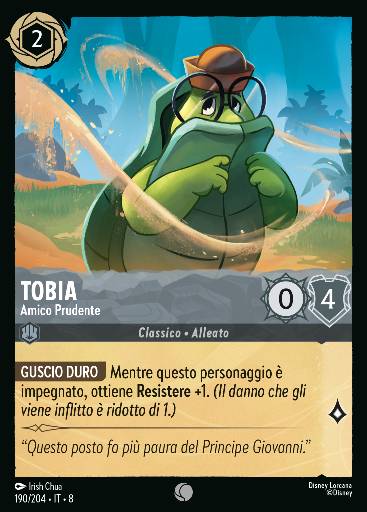 2
TOBIA
Amico Prudente
0
4
Classico • Alleato
GUSCIO DURO Mentre questo personaggio è
impegnato, ottiene Resistere +1. (Il danno che gli
viene inflitto è ridotto di 1.)
“Questo posto fa più paura del Principe Giovanni.”
Irish Chua
190/204 • IT • 8
Disney Lorcana
©Disney